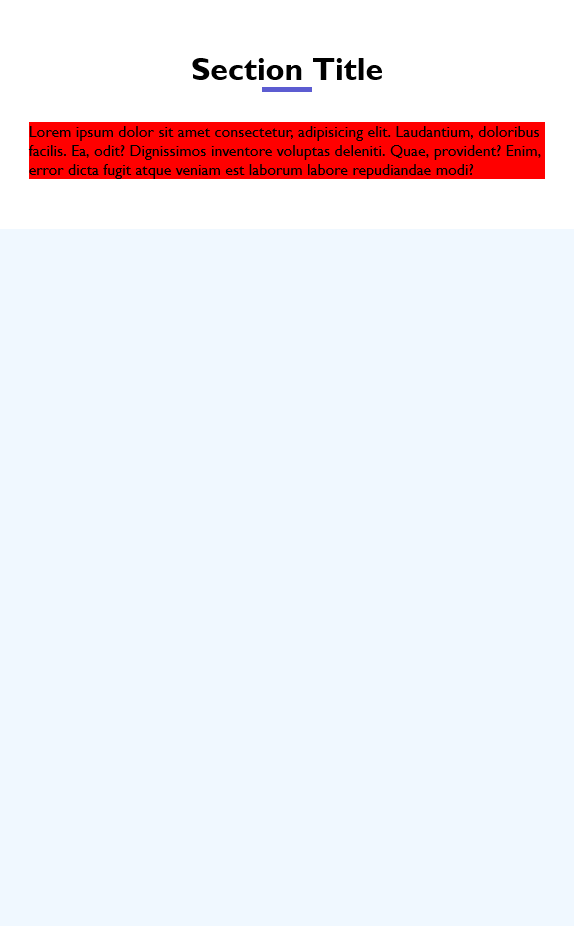 Section Title
Lorem ipsum dolor sit amet consectetur, adipisicing elit. Laudantium, doloribus
facilis. Ea, odit? Dignissimos inventore voluptas deleniti. Quae, provident? Enim,
error dicta fugit atque veniam est laborum labore repudiandae modi?